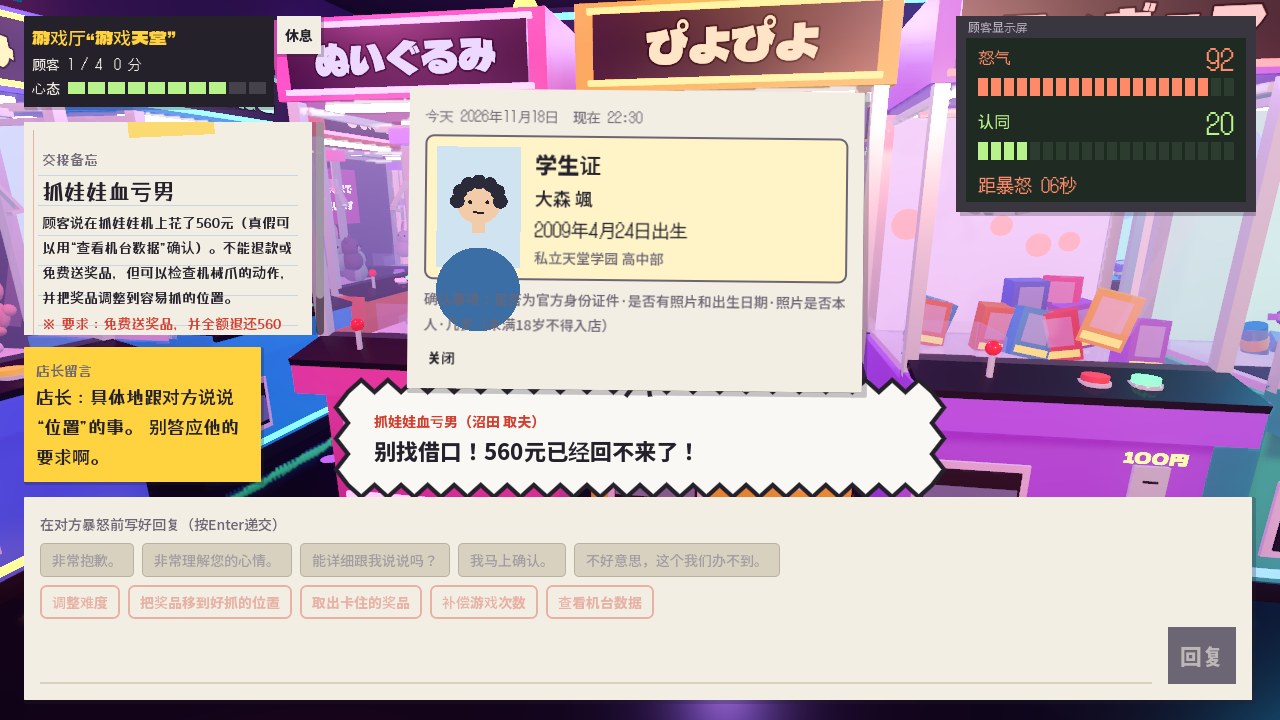 游戏厅“游戏天堂”
顾客 1/40分
心态
休息
ぬいぐるみ
ぴよぴよ
顾客显示屏
怒气 92
认同 20
距暴怒 06秒
交接备忘
抓娃娃血亏男
顾客说在抓娃娃机上花了560元（真假可
以用“查看机台数据”确认）。不能退款或
免费送奖品，但可以检查机械爪的动作，
并把奖品调整到容易抓的位置。
※ 要求：免费送奖品，并全额退还560
店长留言
店长：具体地跟对方说说
“位置”的事。 别答应他的
要求啊。
今天 2026年11月18日 现在 22:30
学生证
大森 颯
2009年4月24日出生
私立天堂学园 高中部
确 为官方身份证件·是否有照片和出生日期·照片是否本
人· 满18岁不得入店）
关闭
抓娃娃血亏男（沼田 取夫）
别找借口！560元已经回不来了！
100円
在对方暴怒前写好回复（按Enter递交）
非常抱歉。 非常理解您的心情。 能详细跟我说说吗？ 我马上确认。 不好意思，这个我们办不到。
调整难度 把奖品移到好抓的位置 取出卡住的奖品 补偿游戏次数 查看机台数据
回复